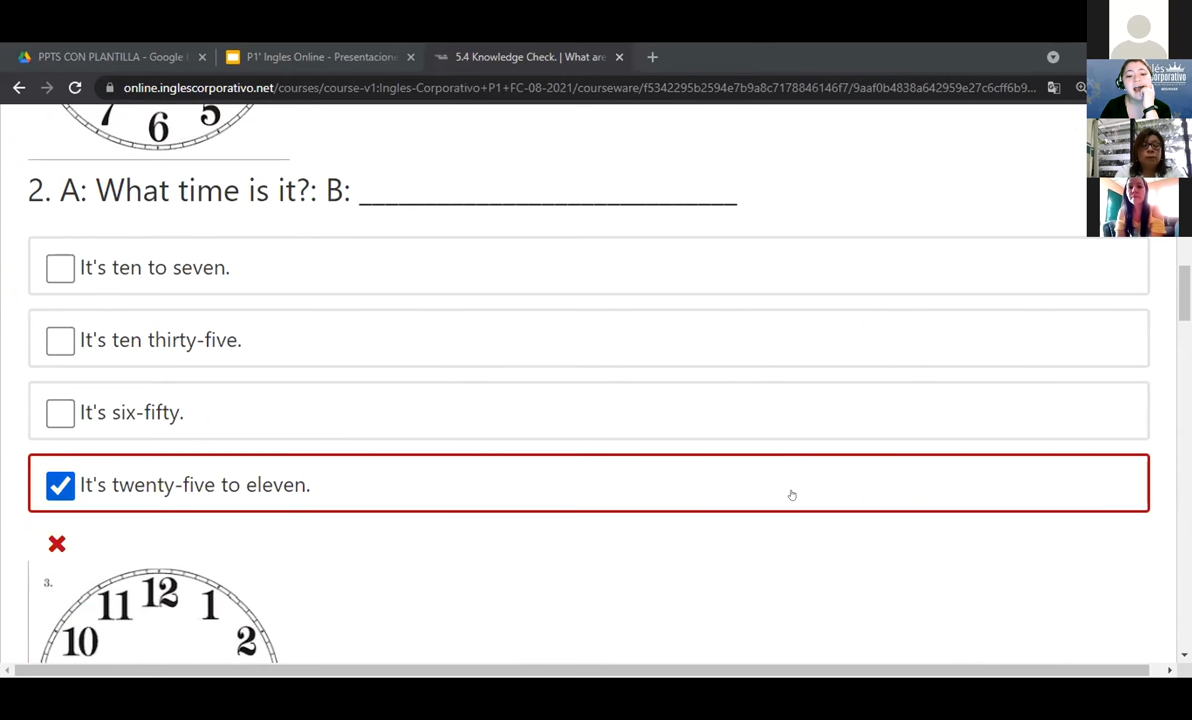 PPTS CON PLANTILLA - Google
P1' Ingles Online - Presentacion
5.4 Knowledge Check. | What are
online.inglescorporativo.net/courses/course-v1:Ingles-Corporativo+P1+FC-08-2021/courseware/f5342295b2594e7b9a8c7178846146f7/9aaf0b4838a642959e27c6cff6b9...
7 6 5
2. A: What time is it?: B: ___________________________
It's ten to seven.
It's ten thirty-five.
It's six-fifty.
It's twenty-five to eleven.
3.
10 11 12 1 2